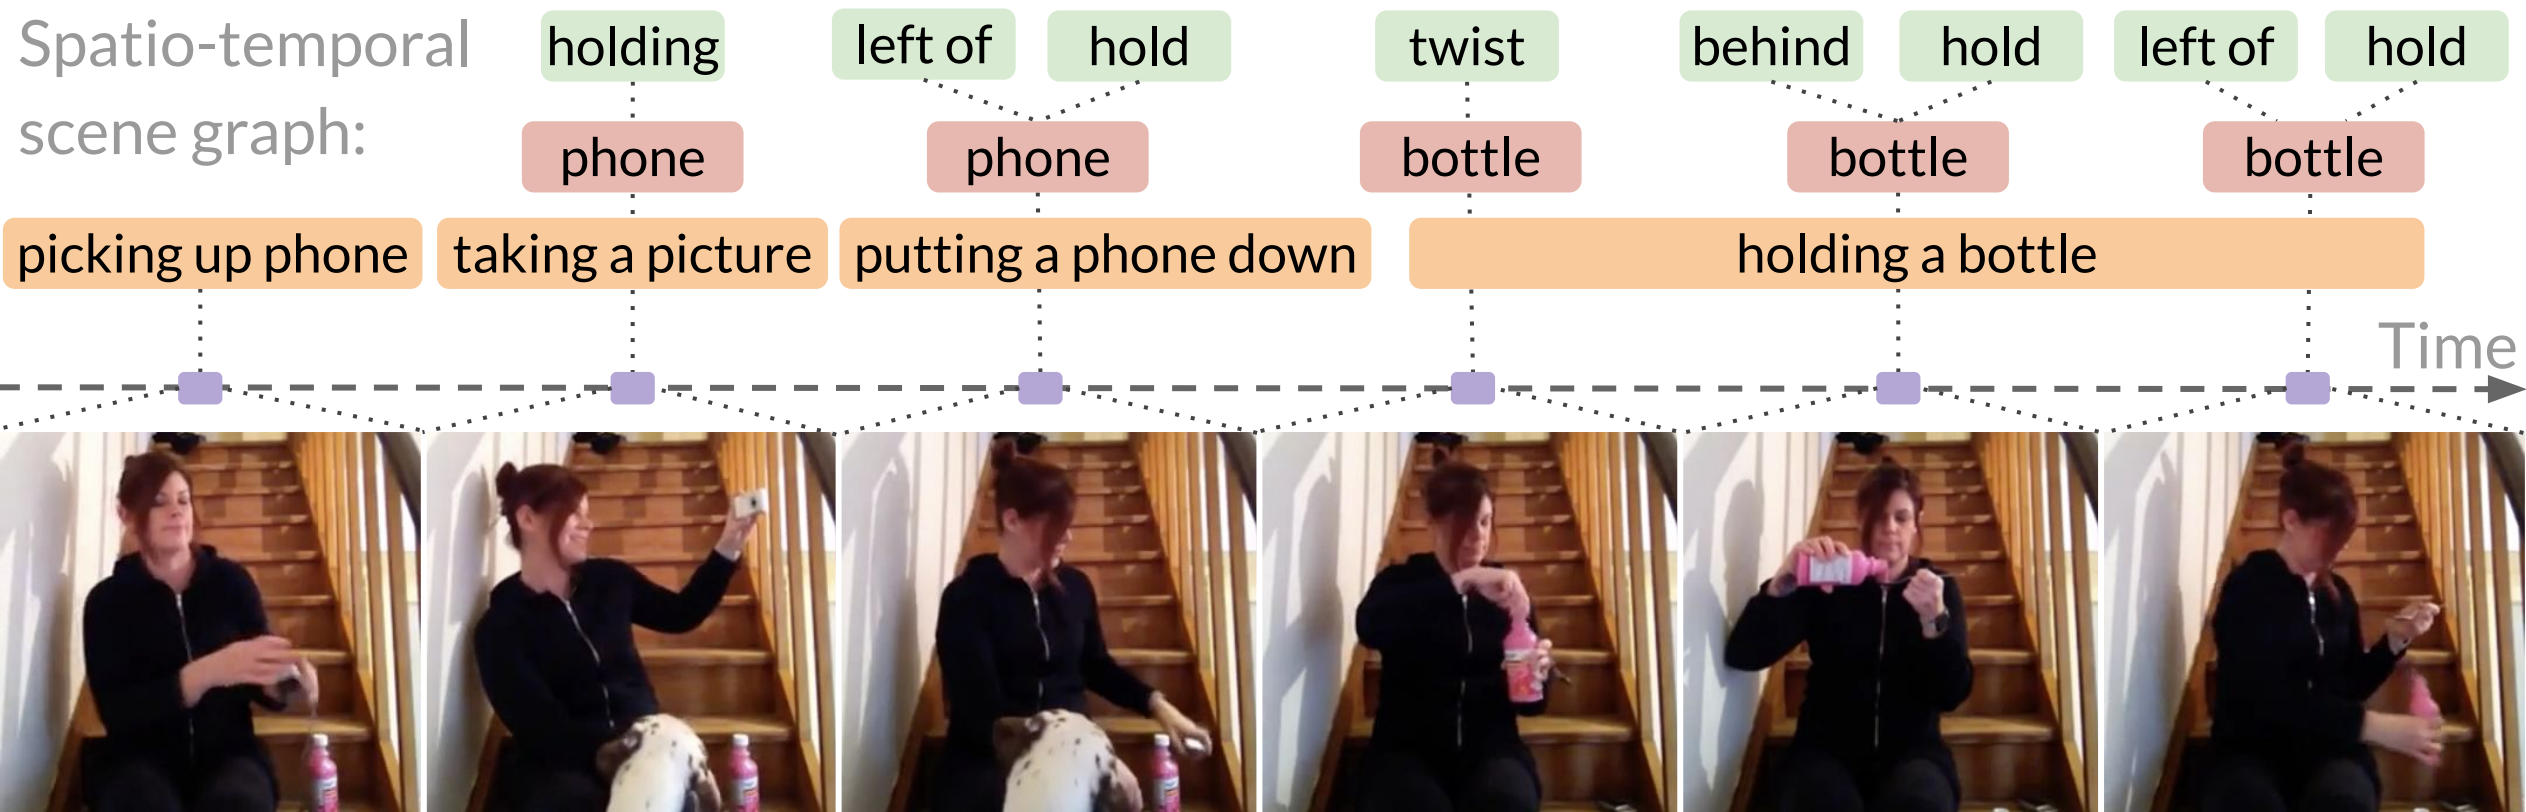 Spatio-temporal
scene graph:
holding
left of
hold
twist
behind
hold
left of
hold
phone
phone
bottle
bottle
bottle
picking up phone
taking a picture
putting a phone down
holding a bottle
Time